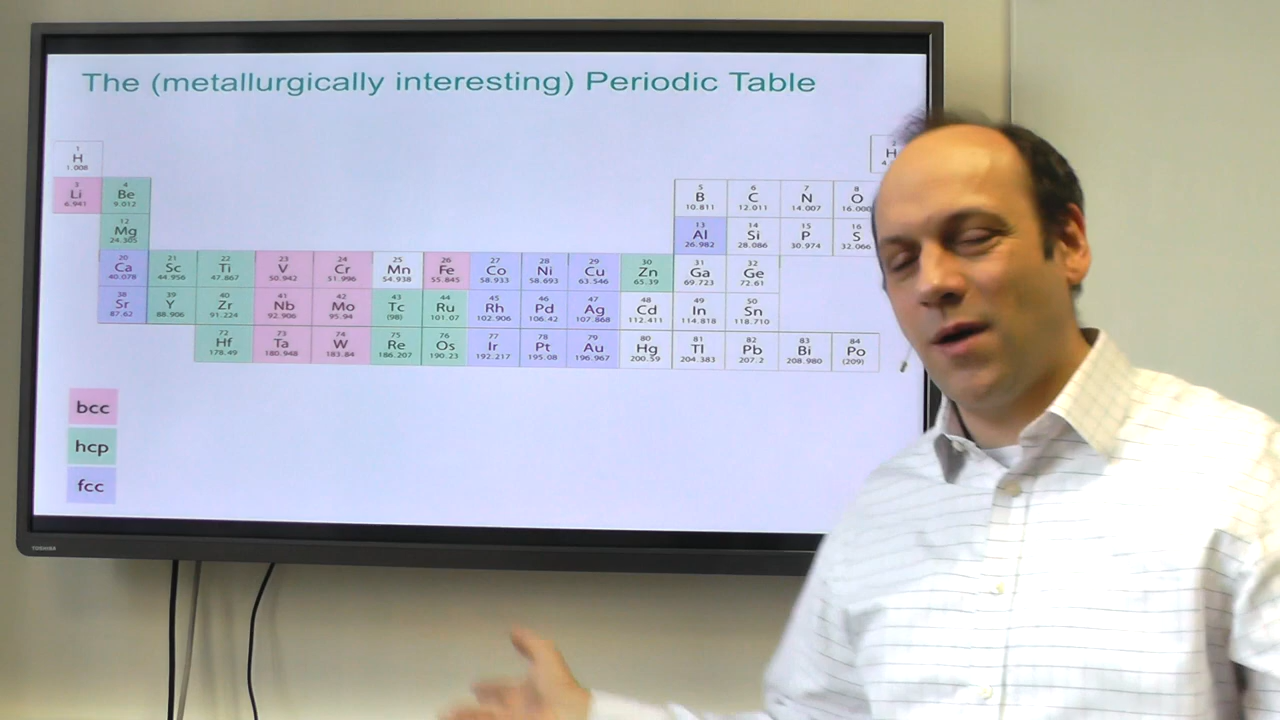 The (metallurgically interesting) Periodic Table
1 2
H H
1.008 4.
3 4 5 6 7 8
Li Be B C N O
6.941 9.012 10.811 12.011 14.007 16.000
12 13 14 15 16
Mg Al Si P S
24.305 26.982 28.086 30.974 32.066
20 21 22 23 24 25 26 27 28 29 30 31 32
Ca Sc Ti V Cr Mn Fe Co Ni Cu Zn Ga Ge
40.078 44.956 47.867 50.942 51.996 54.938 55.845 58.933 58.693 63.546 65.39 69.723 72.61
38 39 40 41 42 43 44 45 46 47 48 49 50
Sr Y Zr Nb Mo Tc Ru Rh Pd Ag Cd In Sn
87.62 88.906 91.224 92.906 95.94 (98) 101.07 102.906 106.42 107.868 112.411 114.818 118.710
72 73 74 75 76 77 78 79 80 81 82 83 84
Hf Ta W Re Os Ir Pt Au Hg Tl Pb Bi Po
178.49 180.948 183.84 186.207 190.23 192.217 195.08 196.967 200.59 204.383 207.2 208.980 (209)
bcc
hcp
fcc
TOSHIBA